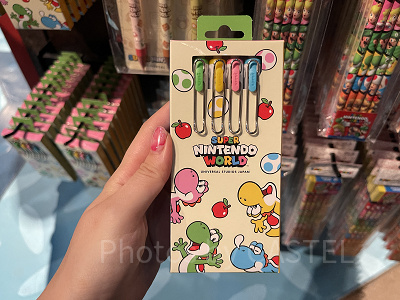 SUPER
NINTENDO
WORLD
UNIVERSAL STUDIOS JAPAN